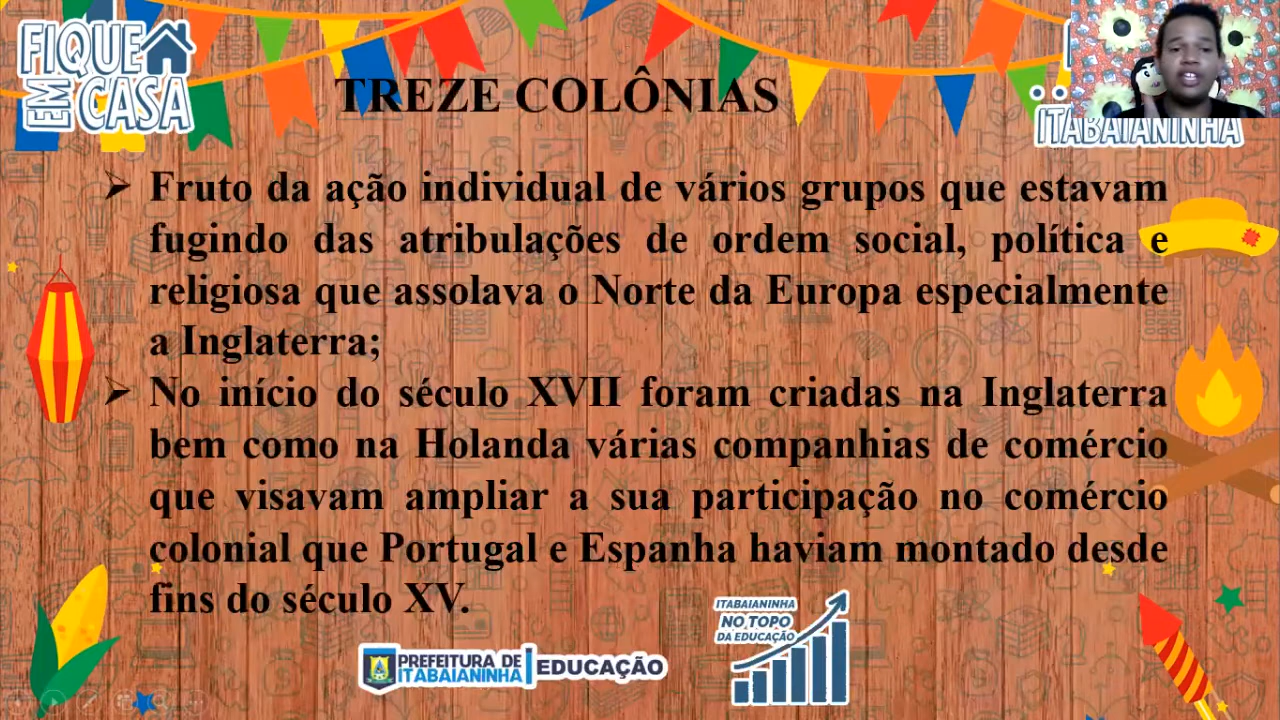 FIQUE
EM CASA
TREZE COLÔNIAS
ITABAIANINHA
➢ Fruto da ação individual de vários grupos que estavam
fugindo das atribulações de ordem social, política e
religiosa que assolava o Norte da Europa especialmente
a Inglaterra;
➢ No início do século XVII foram criadas na Inglaterra
bem como na Holanda várias companhias de comércio
que visavam ampliar a sua participação no comércio
colonial que Portugal e Espanha haviam montado desde
fins do século XV.
ITABAIANINHA
NO TOPO
DA EDUCAÇÃO
PREFEITURA DE
ITABAIANINHA
EDUCAÇÃO